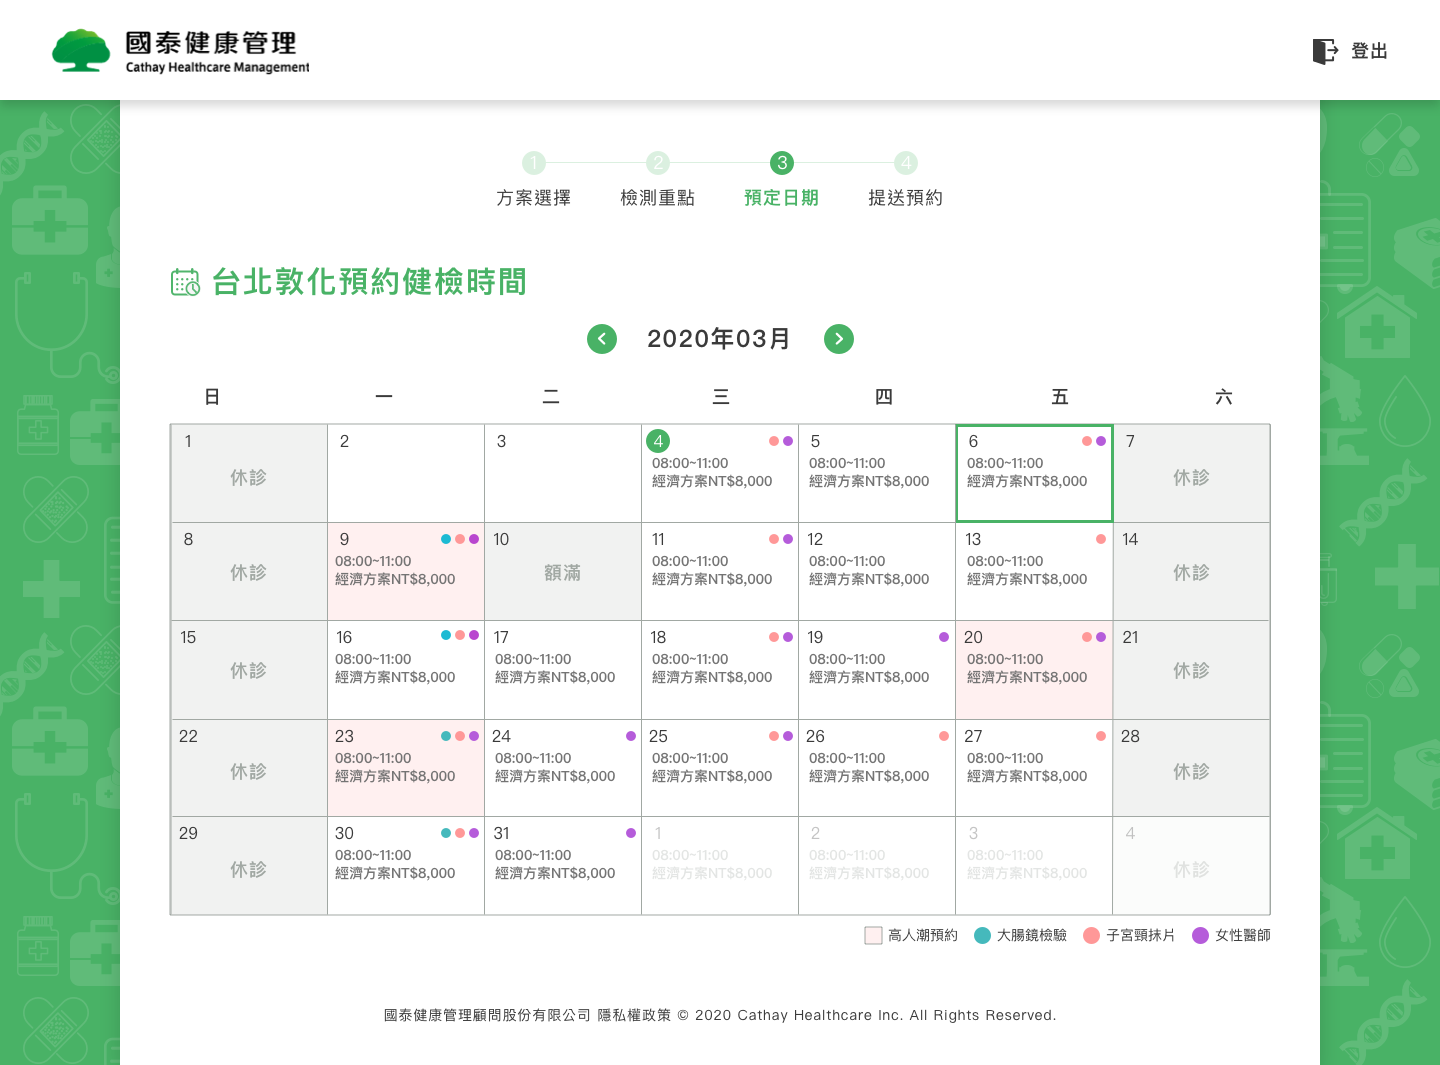 國泰健康管理
Cathay Healthcare Management
登出
1 2 3 4
方案選擇 檢測重點 預定日期 提送預約
台北敦化預約健檢時間
2020年03月
日 一 二 三 四 五 六
1 2 3 4 5 6 7
休診 08:00~11:00 08:00~11:00 08:00~11:00 休診
經濟方案NT$8,000 經濟方案NT$8,000 經濟方案NT$8,000
8 9 10 11 12 13 14
休診 08:00~11:00 額滿 08:00~11:00 08:00~11:00 08:00~11:00 休診
經濟方案NT$8,000 經濟方案NT$8,000 經濟方案NT$8,000 經濟方案NT$8,000
15 16 17 18 19 20 21
休診 08:00~11:00 08:00~11:00 08:00~11:00 08:00~11:00 08:00~11:00 休診
經濟方案NT$8,000 經濟方案NT$8,000 經濟方案NT$8,000 經濟方案NT$8,000 經濟方案NT$8,000
22 23 24 25 26 27 28
休診 08:00~11:00 08:00~11:00 08:00~11:00 08:00~11:00 08:00~11:00 休診
經濟方案NT$8,000 經濟方案NT$8,000 經濟方案NT$8,000 經濟方案NT$8,000 經濟方案NT$8,000
29 30 31 1 2 3 4
休診 08:00~11:00 08:00~11:00 08:00~11:00 08:00~11:00 08:00~11:00 休診
經濟方案NT$8,000 經濟方案NT$8,000 經濟方案NT$8,000 經濟方案NT$8,000 經濟方案NT$8,000
高人潮預約 大腸鏡檢驗 子宮頸抹片 女性醫師
國泰健康管理顧問股份有限公司 隱私權政策 © 2020 Cathay Healthcare Inc. All Rights Reserved.